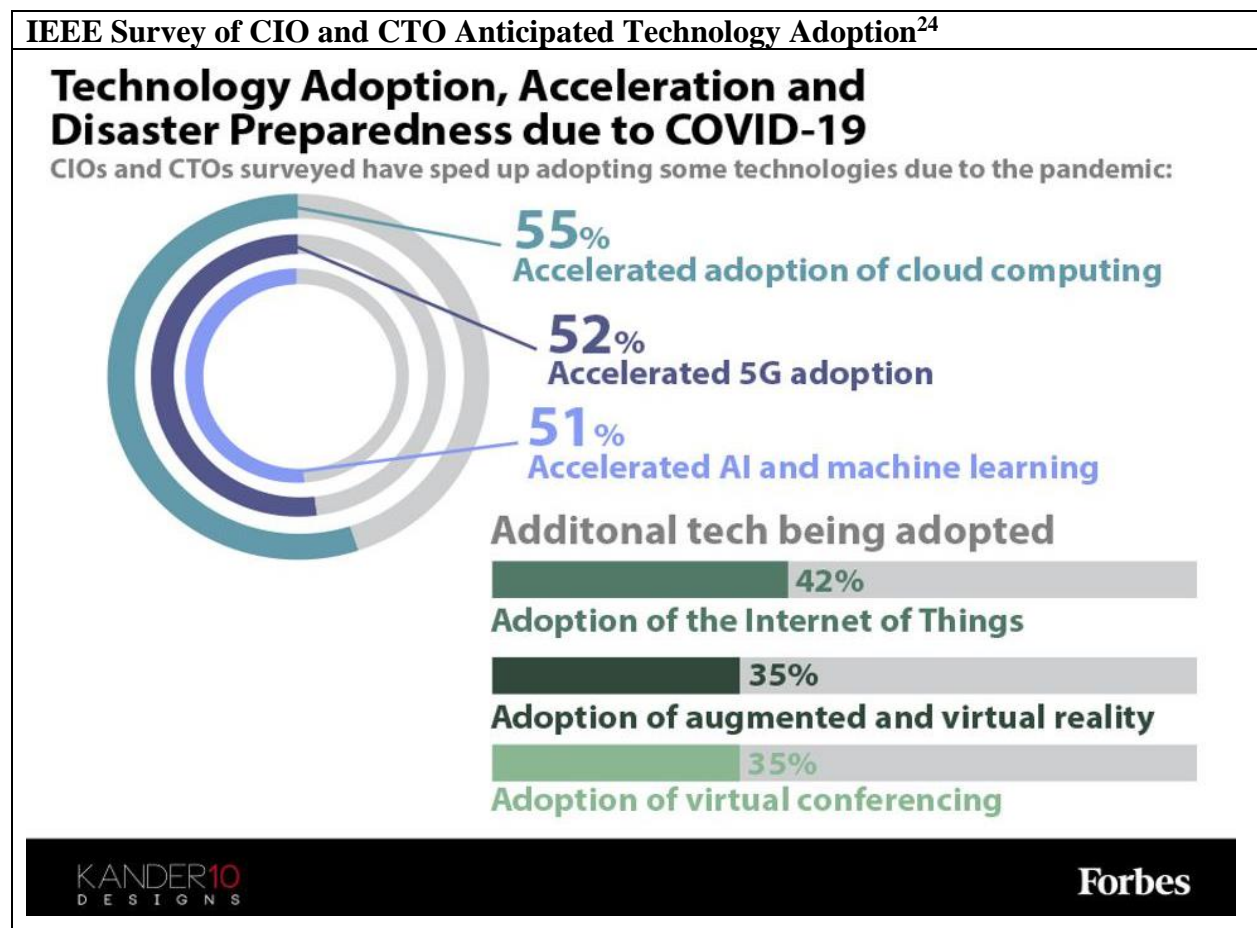 IEEE Survey of CIO and CTO Anticipated Technology Adoption24
Technology Adoption, Acceleration and
Disaster Preparedness due to COVID-19
CIOs and CTOs surveyed have sped up adopting some technologies due to the pandemic:
55%
Accelerated adoption of cloud computing
52%
Accelerated 5G adoption
51%
Accelerated AI and machine learning
Additonal tech being adopted
42%
Adoption of the Internet of Things
35%
Adoption of augmented and virtual reality
35%
Adoption of virtual conferencing
KANDER10
DESIGNS
Forbes